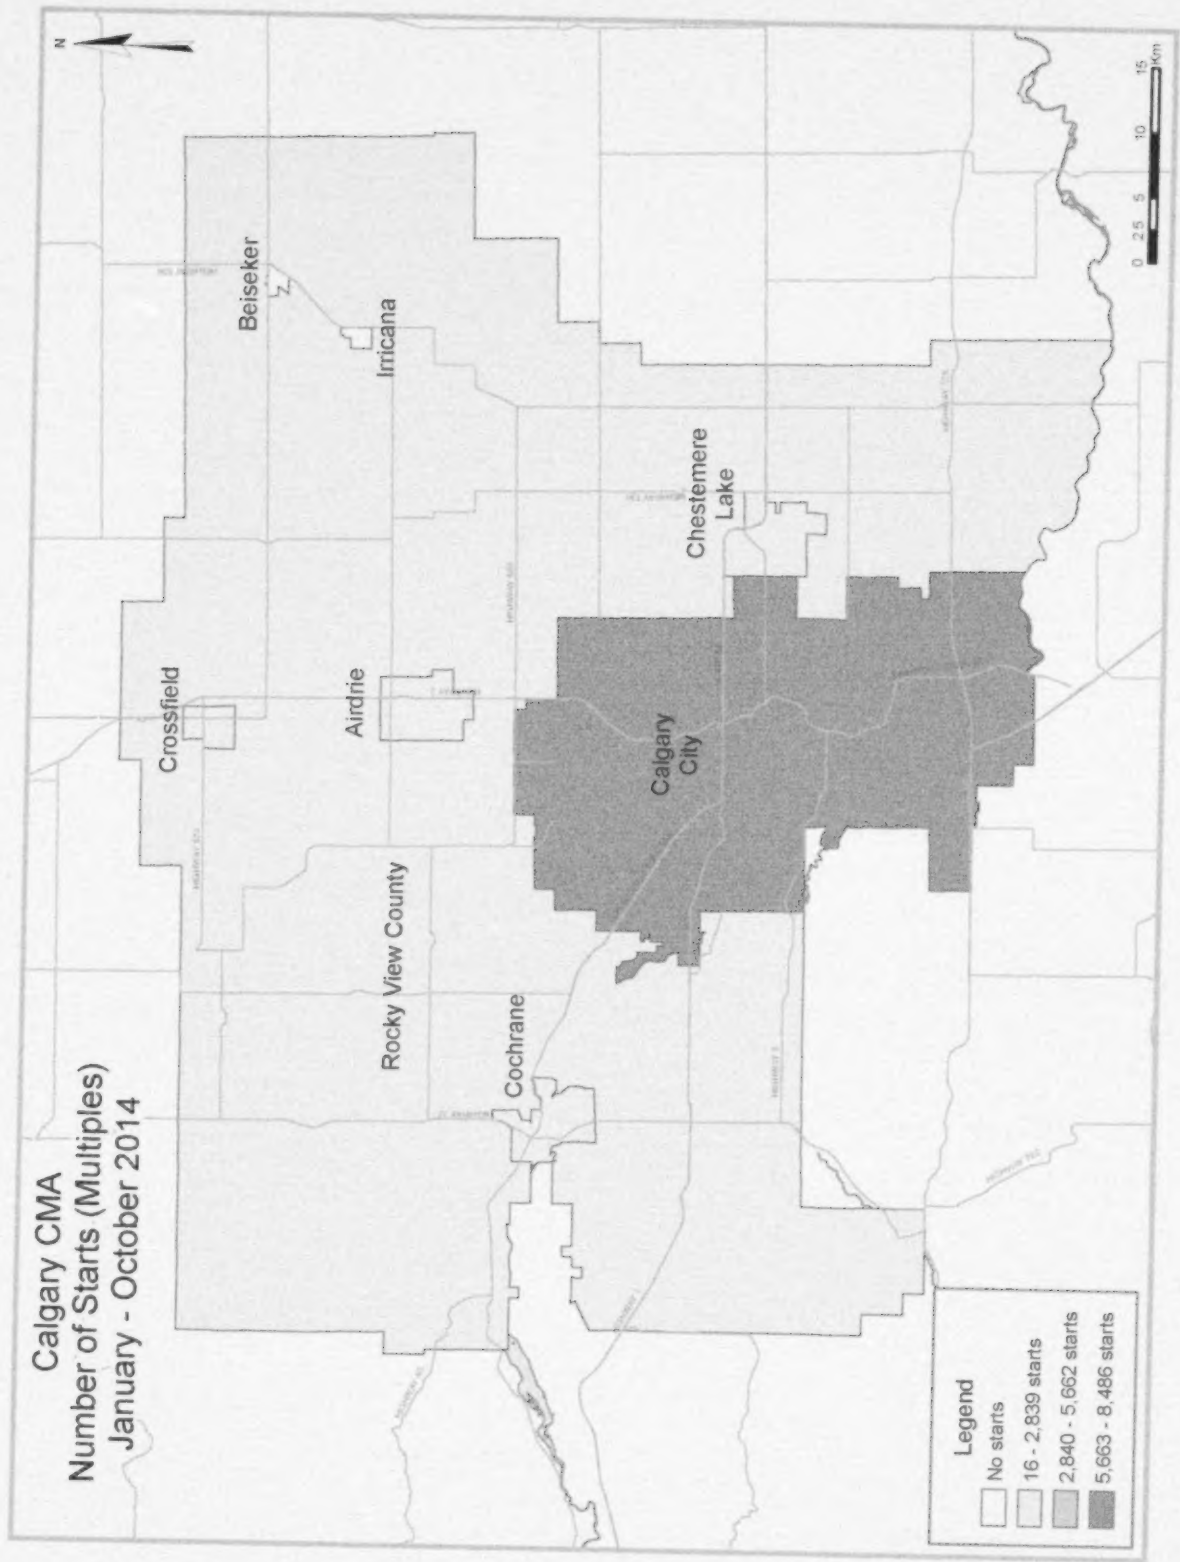 Calgary CMA
Number of Starts (Multiples)
January - October 2014
N
Crossfield
Beiseker
Irricana
Airdrie
Rocky View County
Cochrane
Chestemere
Lake
Calgary
City
Legend
No starts
16 - 2,839 starts
2,840 - 5,662 starts
5,663 - 8,486 starts
0 2.5 5 10 15
Km